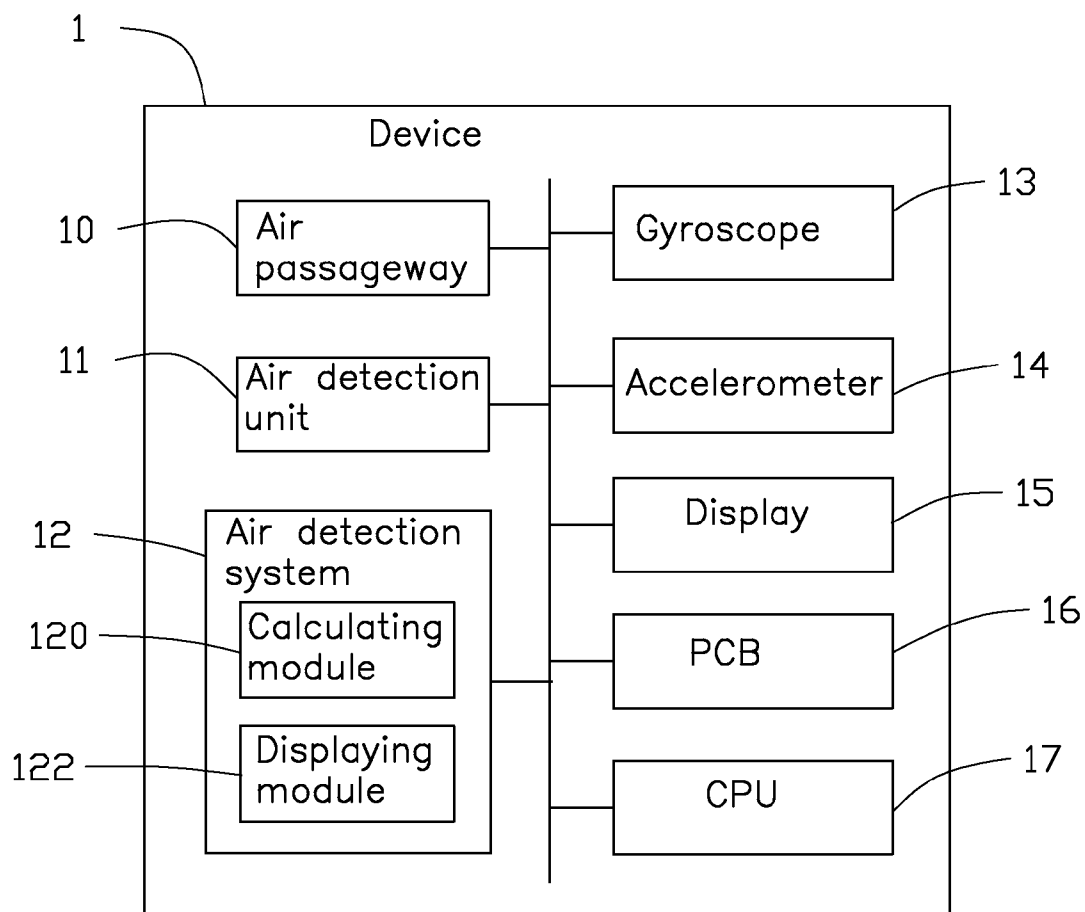 1
Device
10
Air
passageway
11
Air detection
unit
12
Air detection
system
120
Calculating
module
122
Displaying
module
13
Gyroscope
14
Accelerometer
15
Display
16
PCB
17
CPU